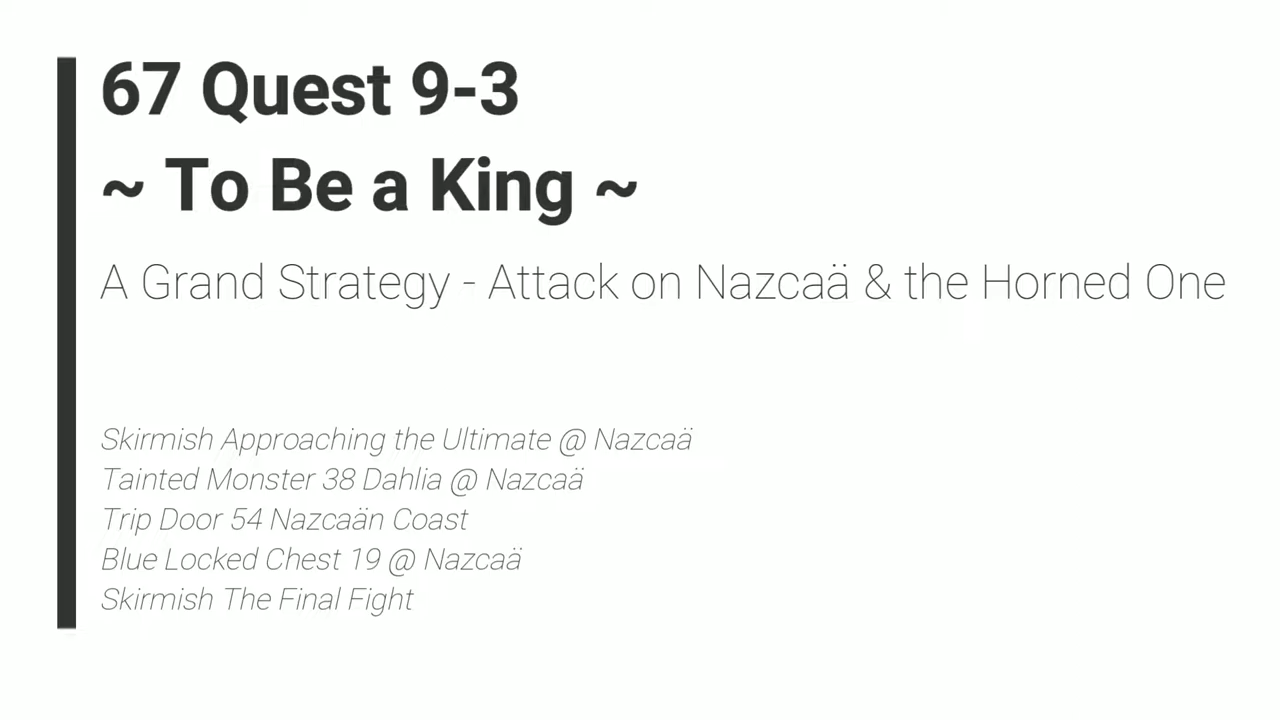 67 Quest 9-3
~ To Be a King ~
A Grand Strategy - Attack on Nazcaä & the Horned One
Skirmish Approaching the Ultimate @ Nazcaä
Tainted Monster 38 Dahlia @ Nazcaä
Trip Door 54 Nazcaän Coast
Blue Locked Chest 19 @ Nazcaä
Skirmish The Final Fight